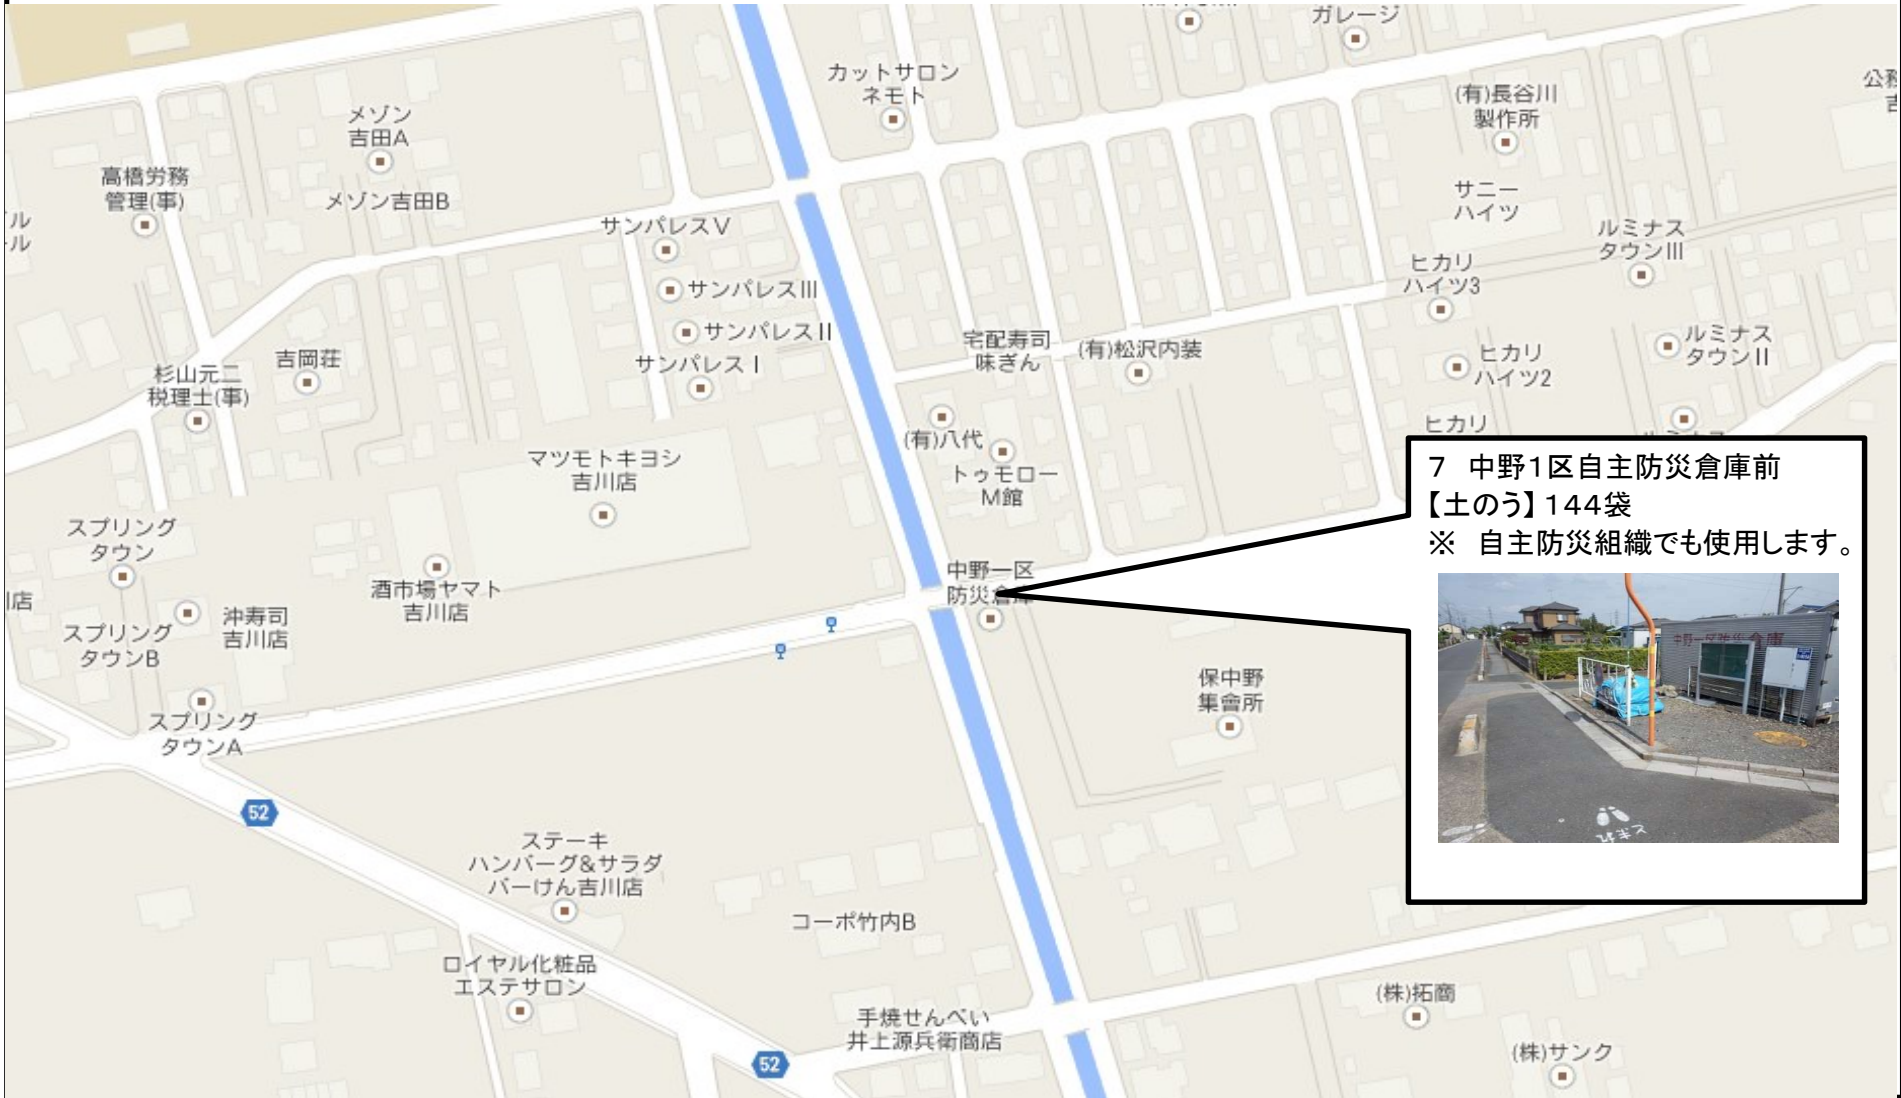 ガレージ
カットサロン
ネモト
(有)長谷川
製作所
メゾン
吉田A
高橋労務
管理(事)
メゾン吉田B
サニー
ハイツ
サンパレスⅤ
ルミナス
タウンⅢ
ヒカリ
ハイツ3
サンパレスⅢ
サンパレスⅡ
サンパレスⅠ
宅配寿司
味ぎん
(有)松沢内装
ルミナス
タウンⅡ
ヒカリ
ハイツ2
吉岡荘
杉山元二
税理士(事)
ヒカリ
(有)八代
トゥモロー
M館
マツモトキヨシ
吉川店
7 中野1区自主防災倉庫前
【土のう】144袋
※ 自主防災組織でも使用します。
中野一区防災倉庫
スプリング
タウン
酒市場ヤマト
吉川店
中野一区
防災倉庫
沖寿司
吉川店
スプリング
タウンB
保中野
集會所
スプリング
タウンA
52
ステーキ
ハンバーグ&サラダ
バーけん吉川店
コーポ竹内B
ロイヤル化粧品
エステサロン
(株)拓商
手焼せんべい
井上源兵衛商店
52
(株)サンク